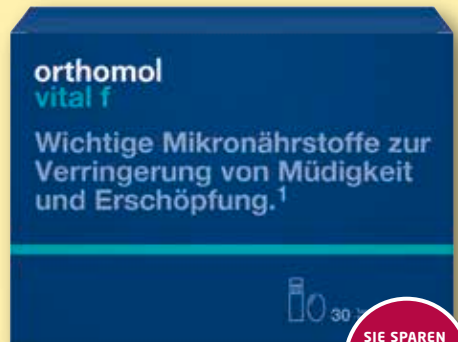 orthomol
vital f
Wichtige Mikronährstoffe zur
Verringerung von Müdigkeit
und Erschöpfung.¹
30
SIE SPAREN